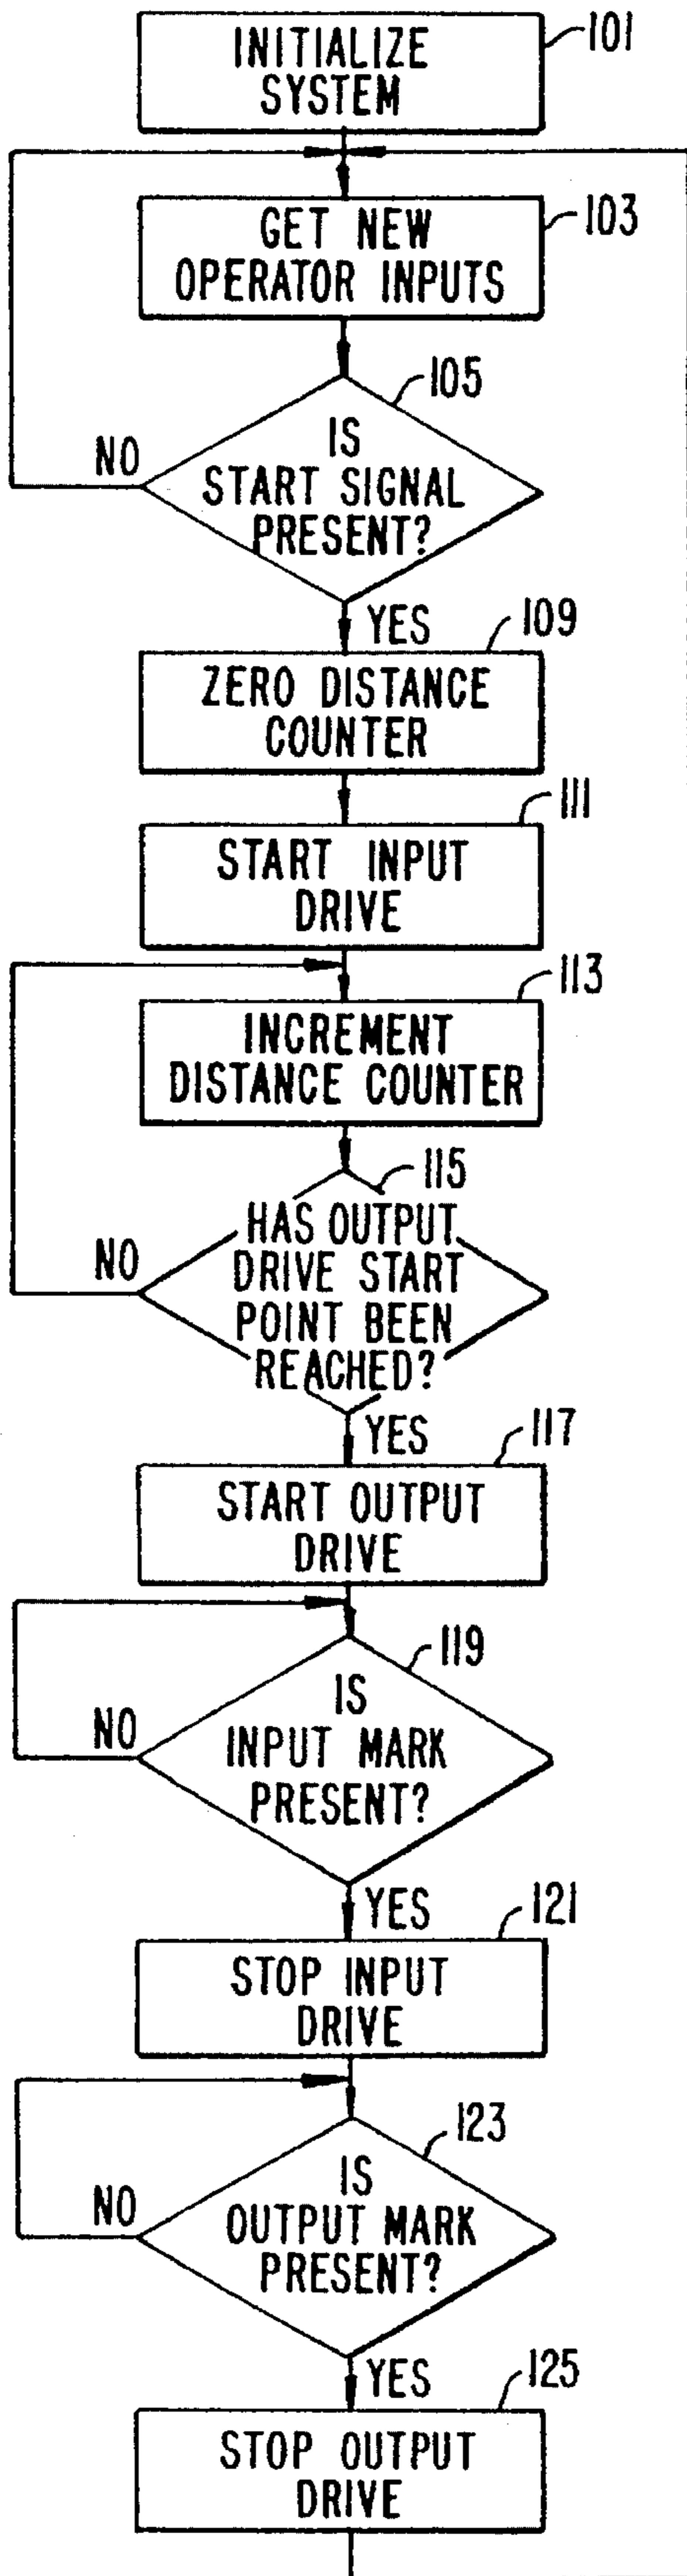 INITIALIZE
SYSTEM
101
GET NEW
OPERATOR INPUTS
103
105
IS
START SIGNAL
PRESENT?
NO
YES
109
ZERO DISTANCE
COUNTER
111
START INPUT
DRIVE
113
INCREMENT
DISTANCE COUNTER
115
HAS OUTPUT
DRIVE START
POINT BEEN
REACHED?
NO
YES
117
START OUTPUT
DRIVE
119
IS
INPUT MARK
PRESENT?
NO
YES
121
STOP INPUT
DRIVE
123
IS
OUTPUT MARK
PRESENT?
NO
YES
125
STOP OUTPUT
DRIVE